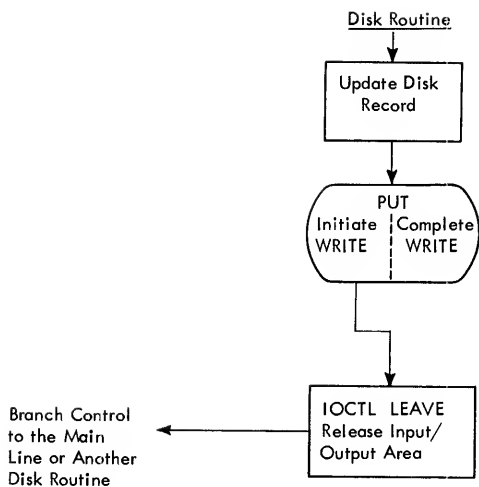 Disk Routine
Update Disk
Record
PUT
Initiate Complete
WRITE WRITE
IOCTL LEAVE
Release Input/
Output Area
Branch Control
to the Main
Line or Another
Disk Routine